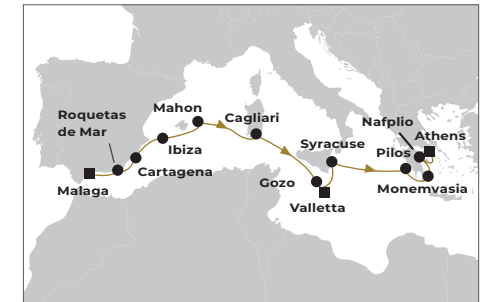 Roquetas
de Mar
Mahon
Cagliari
Nafplio
Athens
Syracuse
Pilos
Ibiza
Cartagena
Malaga
Gozo
Monemvasia
Valletta